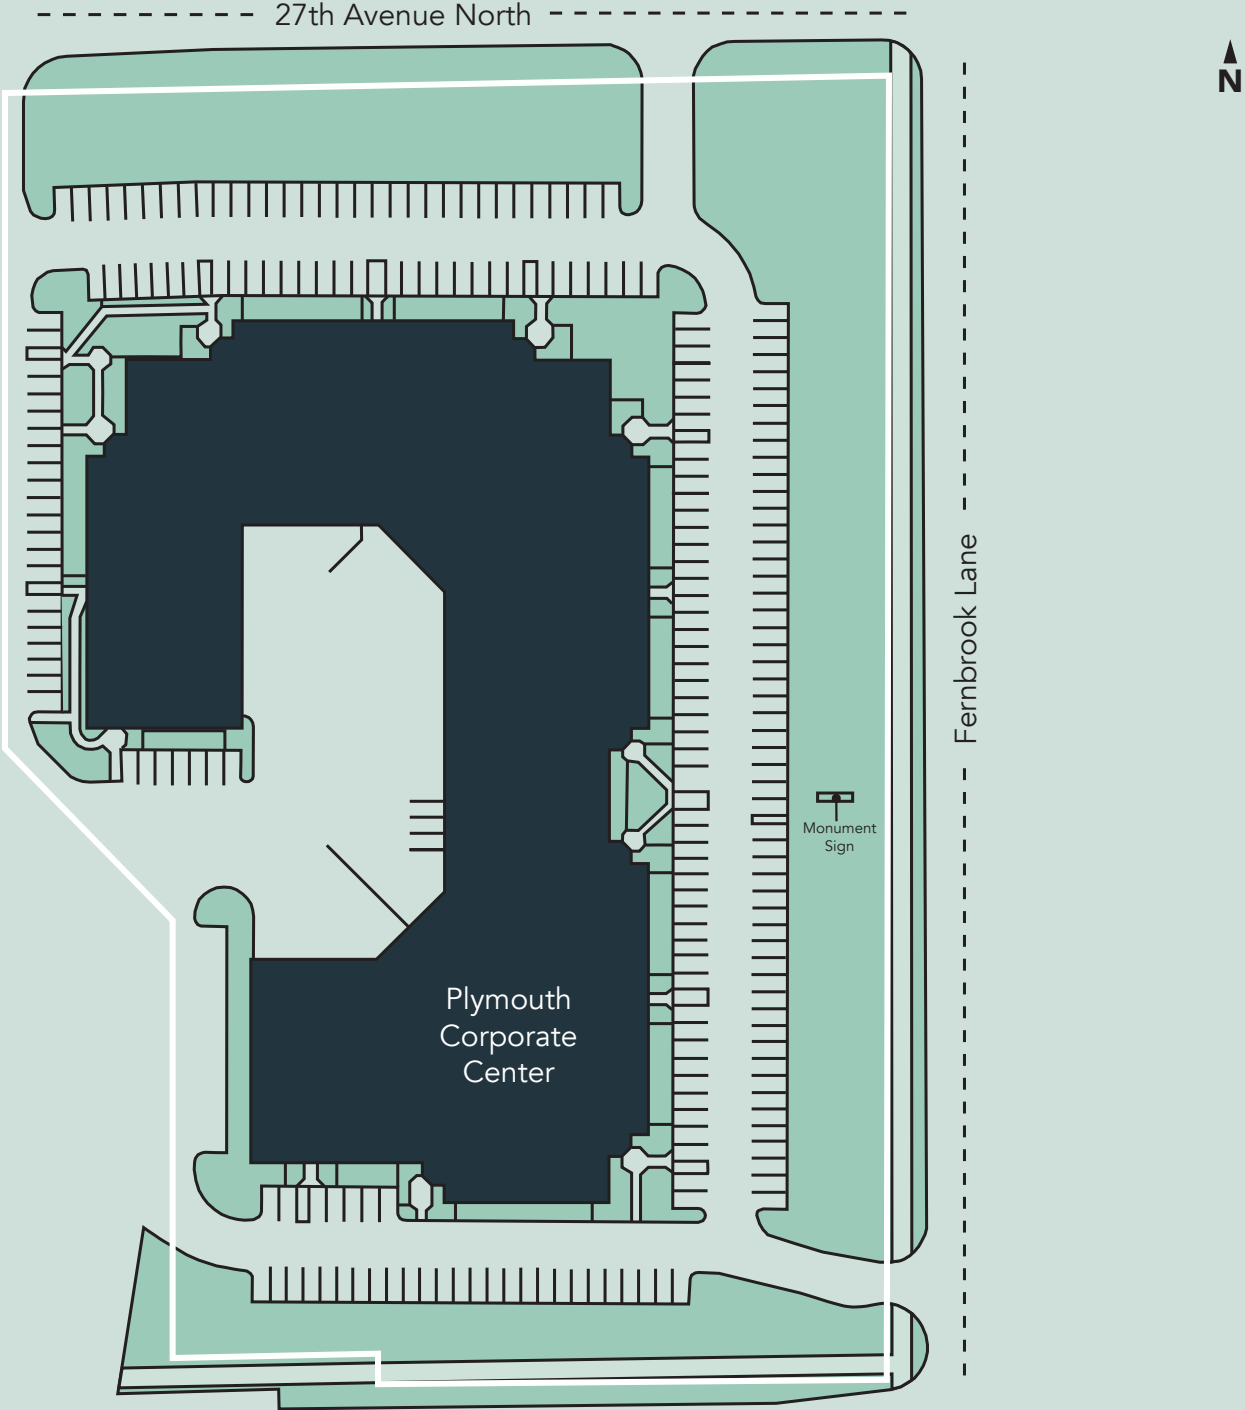 27th Avenue North
N
Fernbrook Lane
Monument
Sign
Plymouth
Corporate
Center